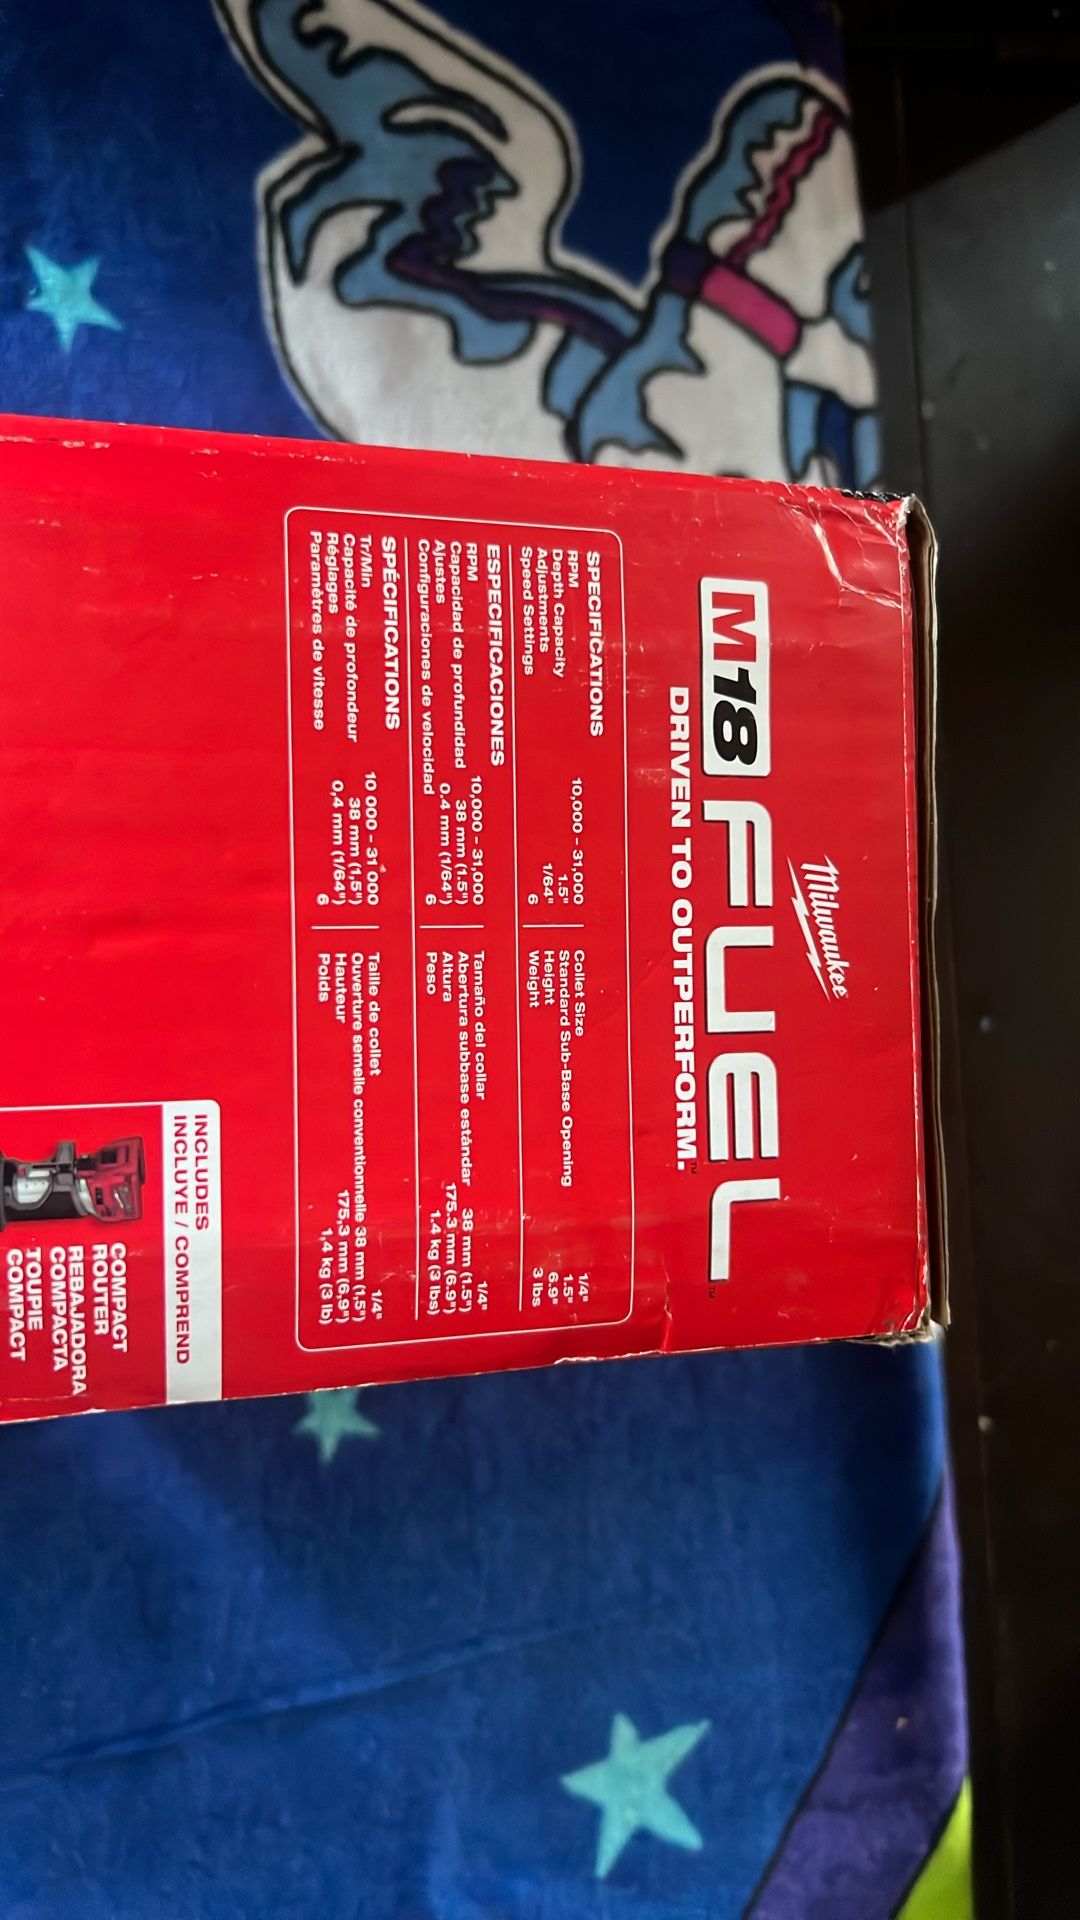 Milwaukee
M18 FUEL™
DRIVEN TO OUTPERFORM.™
SPECIFICATIONS
RPM 10,000 – 31,000
Depth Capacity 1.5"
Adjustments 1/64"
Speed Settings 6
Collet Size 1/4"
Standard Sub-Base Opening 1.5"
Height 6.9"
Weight 3 lbs
ESPECIFICACIONES
RPM 10,000 – 31,000
Capacidad de profundidad 38 mm (1.5")
Ajustes 0.4 mm (1/64")
Configuraciones de velocidad 6
Tamaño del collar 1/4"
Abertura subbase estándar 38 mm (1.5")
Altura 175.3 mm (6.9")
Peso 1.4 kg (3 lbs)
SPÉCIFICATIONS
Tr/Min 10 000 – 31 000
Capacité de profondeur 38 mm (1,5")
Réglages 0,4 mm (1/64")
Paramètres de vitesse 6
Taille de collet 1/4"
Ouverture semelle conventionnelle 38 mm (1,5")
Hauteur 175,3 mm (6,9")
Poids 1,4 kg (3 lb)
INCLUDES
INCLUYE / COMPREND
COMPACT
ROUTER
REBAJADORA
COMPACTA
TOUPIE
COMPACT